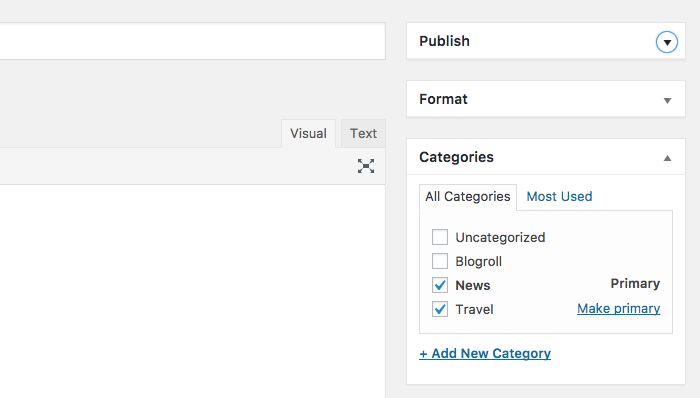 Publish
Format
Visual Text
Categories
All Categories Most Used
Uncategorized
Blogroll
News Primary
Travel Make primary
+ Add New Category